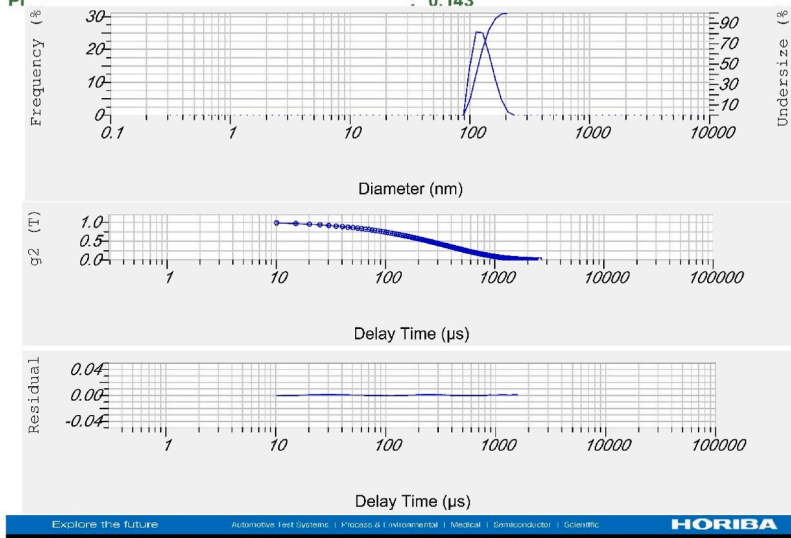 : 0.143
Frequency (%
30
20
10
0
90
70
50
30
10
Undersize (%
0.1 1 10 100 1000 10000
Diameter (nm)
g2 (T)
1.0
0.5
0.0
1 10 100 1000 10000 100000
Delay Time (µs)
Residual
0.04
0.00
-0.04
1 10 100 1000 10000 100000
Delay Time (µs)
Explore the future Automotive Test Systems | Process & Environmental | Medical | Semiconductor | Scientific HORIBA